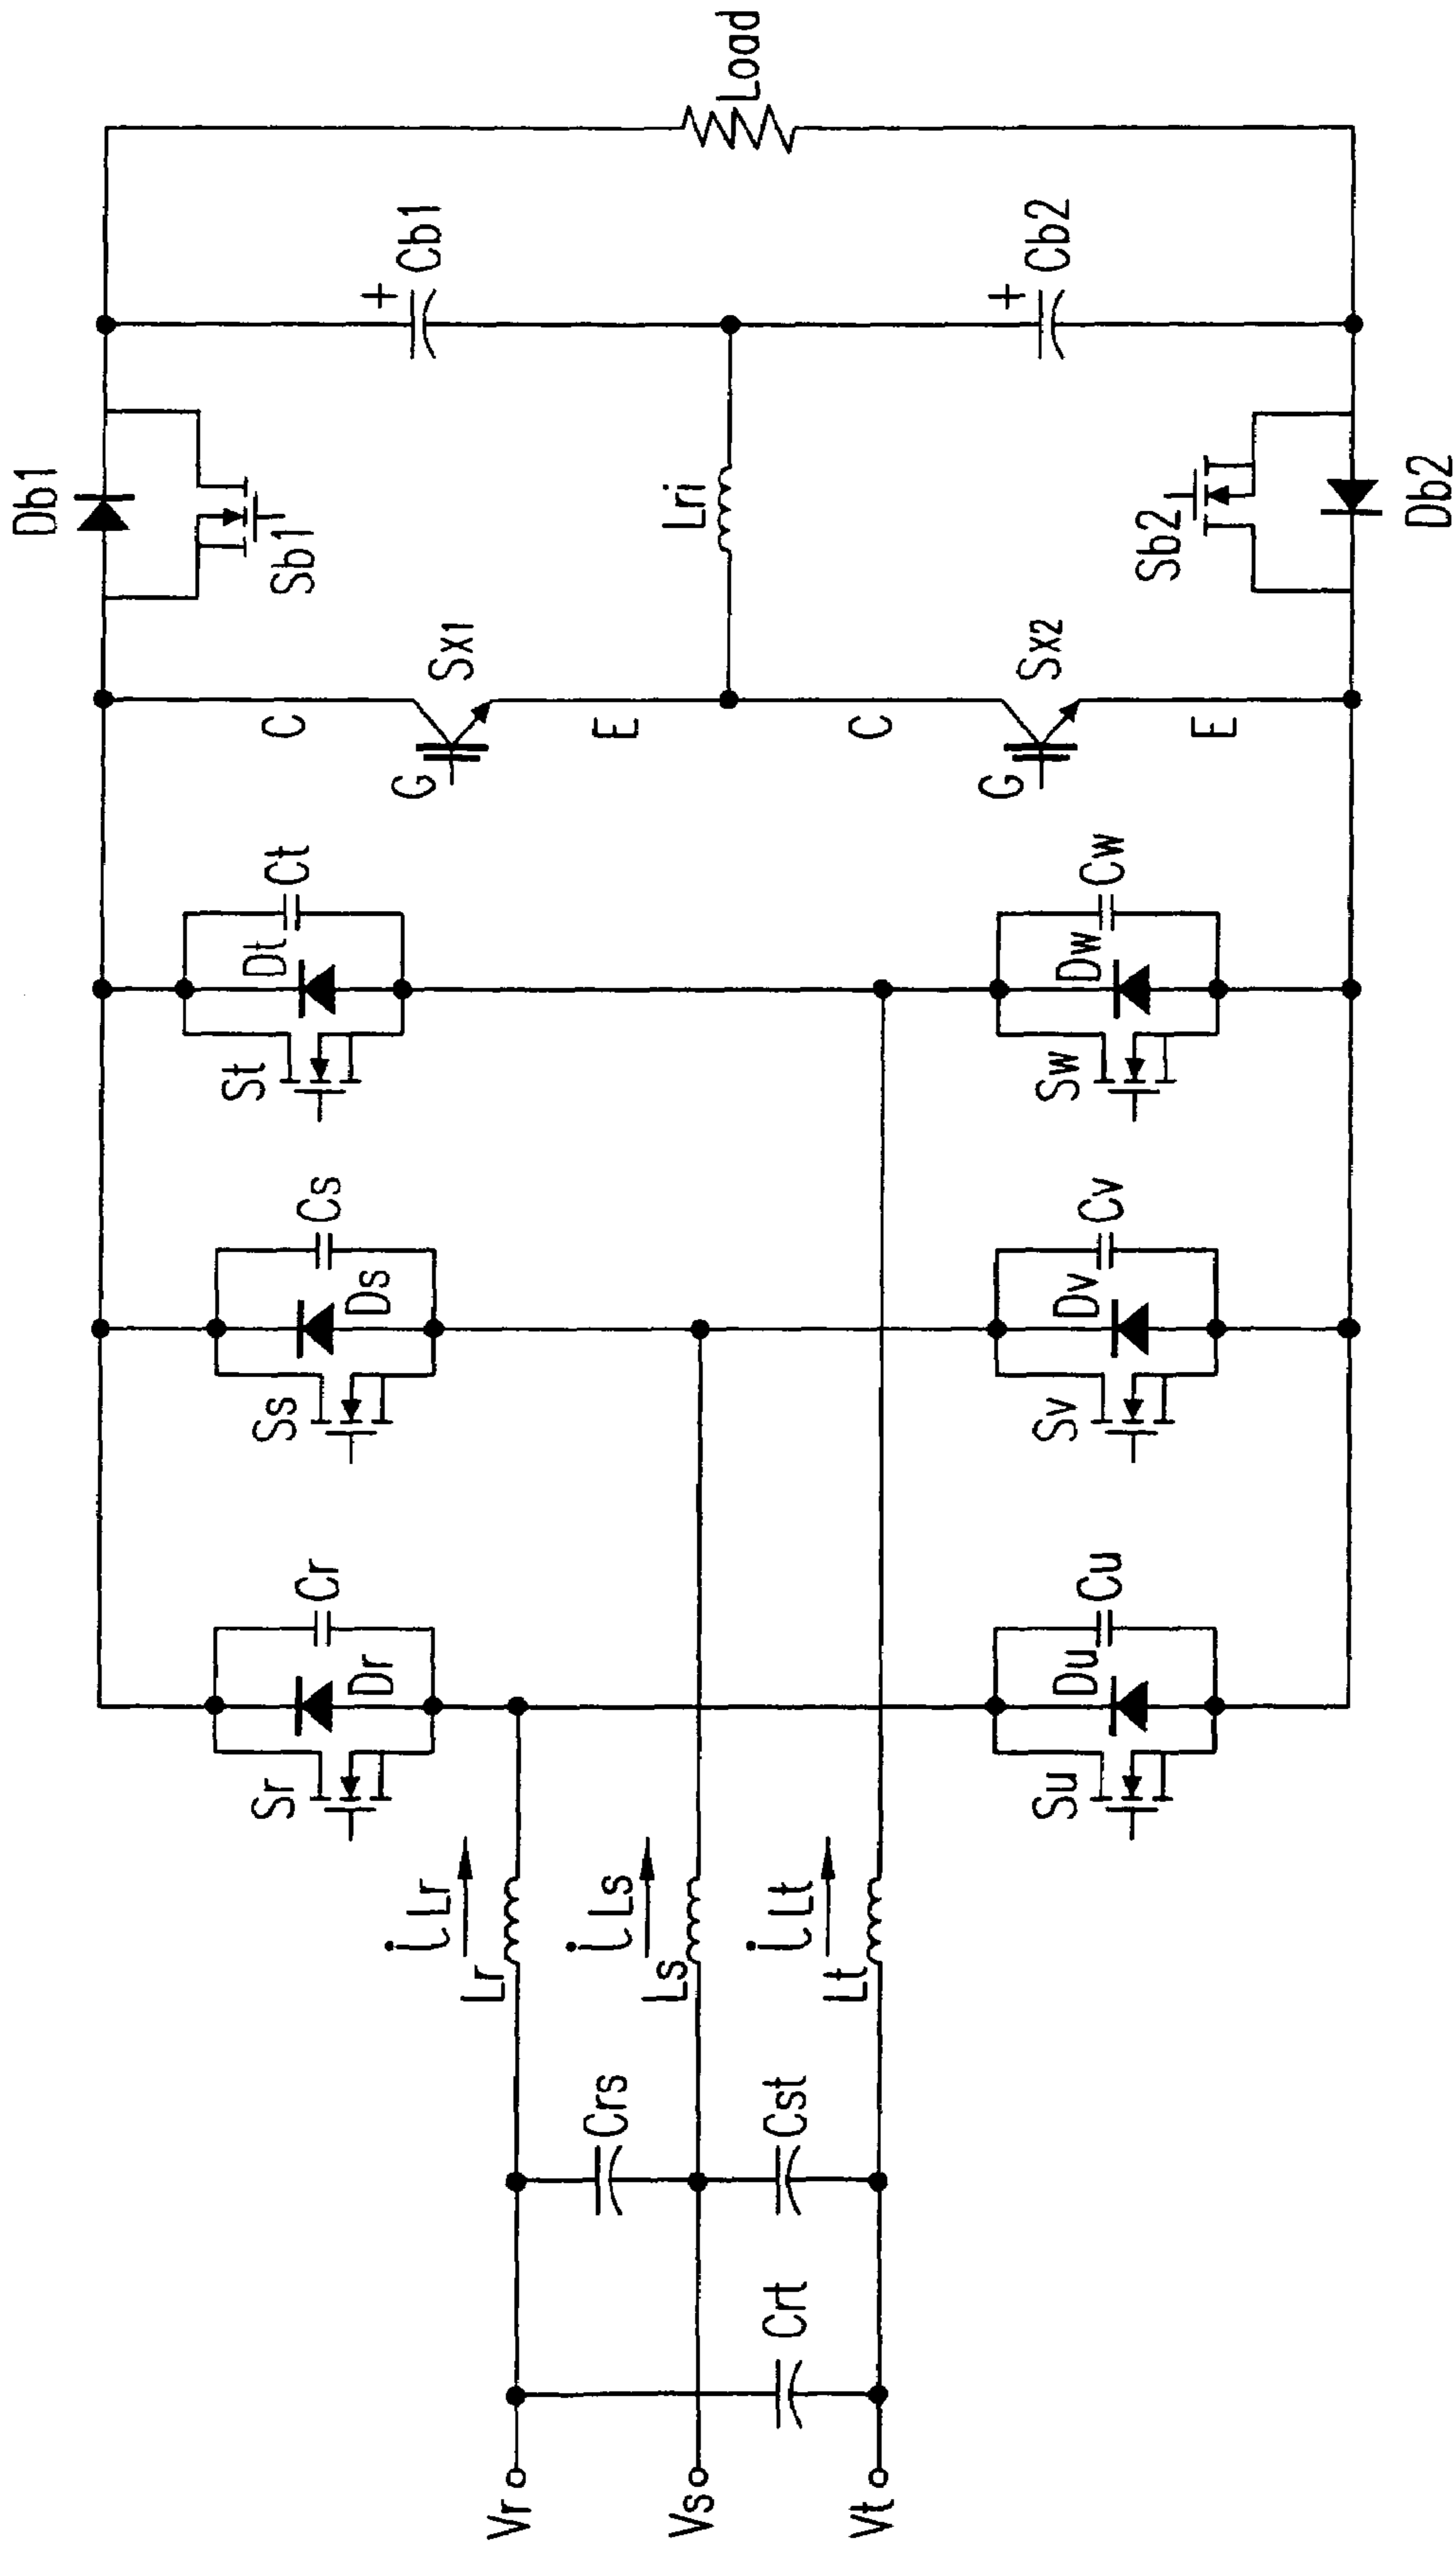 Db1
Sb1
Cb1
+
Load
Sx1
C
G
E
Lri
Cb2
+
Sx2
C
G
E
Sb2
Db2
St
Dt
Ct
Sw
Dw
Cw
Ss
Ds
Cs
Sv
Dv
Cv
Sr
Dr
Cr
Su
Du
Cu
iLr
Lr
iLs
Ls
iLt
Lt
Crs
Cst
Crt
Vr
Vs
Vt